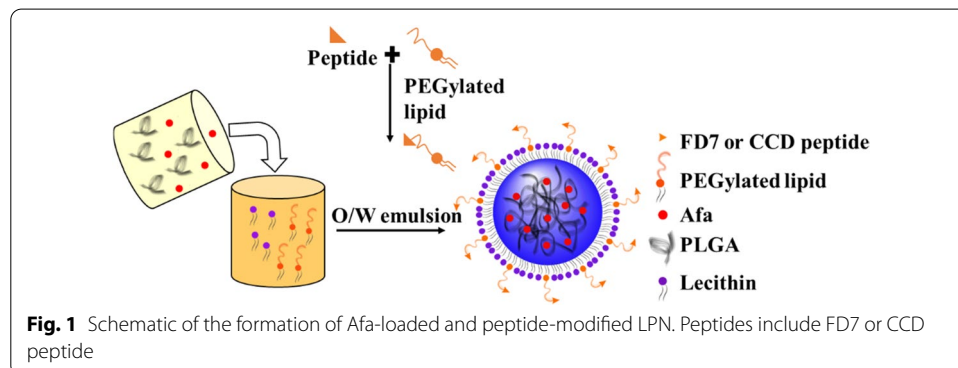 Peptide +
PEGylated
lipid
O/W emulsion
FD7 or CCD peptide
PEGylated lipid
Afa
PLGA
Lecithin
Fig. 1 Schematic of the formation of Afa-loaded and peptide-modified LPN. Peptides include FD7 or CCD
peptide